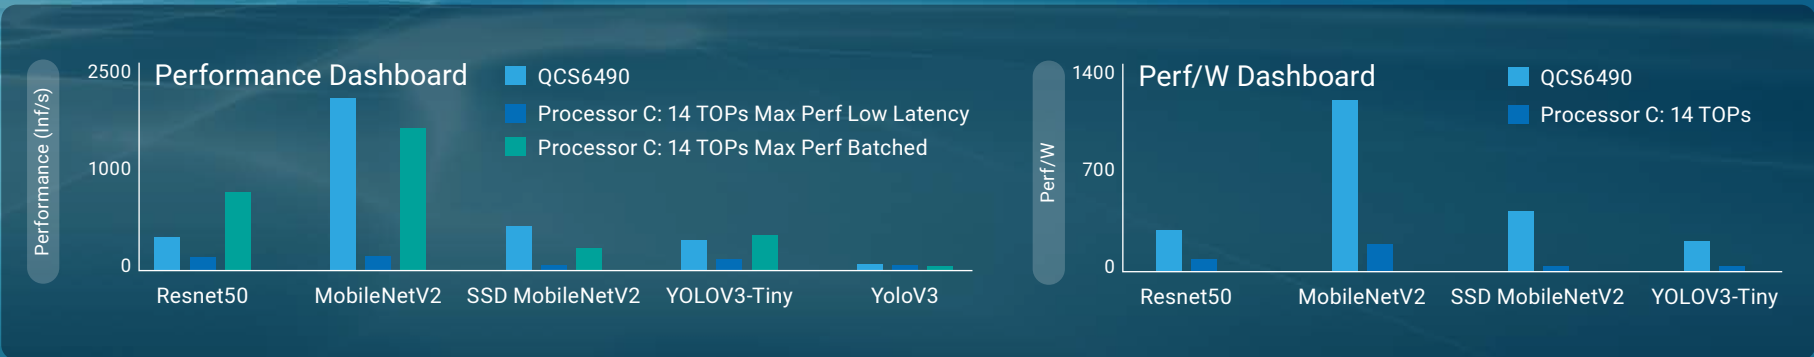 Performance Dashboard
Performance (Inf/s)
2500
1000
0
QCS6490
Processor C: 14 TOPs Max Perf Low Latency
Processor C: 14 TOPs Max Perf Batched
Resnet50
MobileNetV2
SSD MobileNetV2
YOLOV3-Tiny
YoloV3
Perf/W Dashboard
Perf/W
1400
700
0
QCS6490
Processor C: 14 TOPs
Resnet50
MobileNetV2
SSD MobileNetV2
YOLOV3-Tiny